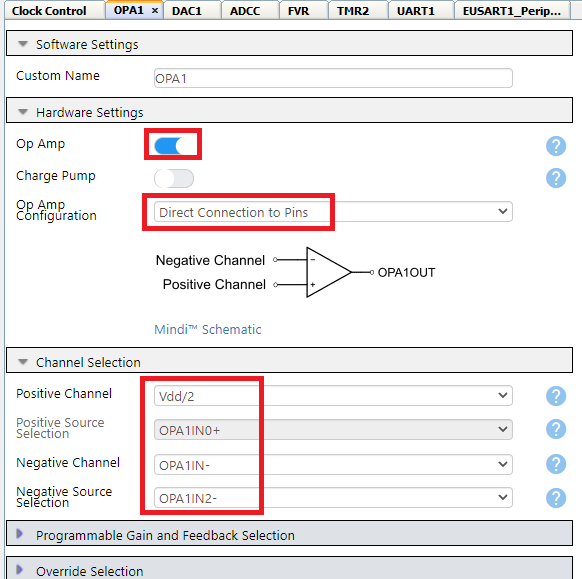 Clock Control OPA1 × DAC1 ADCC FVR TMR2 UART1 EUSART1_Perip...
Software Settings
Custom Name OPA1
Hardware Settings
Op Amp ?
Charge Pump ?
Op Amp
Configuration
Direct Connection to Pins
Negative Channel −
Positive Channel +
OPA1OUT
Mindi™ Schematic
Channel Selection
Positive Channel Vdd/2 ?
Positive Source
Selection
OPA1IN0+ ?
Negative Channel OPA1IN- ?
Negative Source
Selection
OPA1IN2- ?
Programmable Gain and Feedback Selection
Override Selection